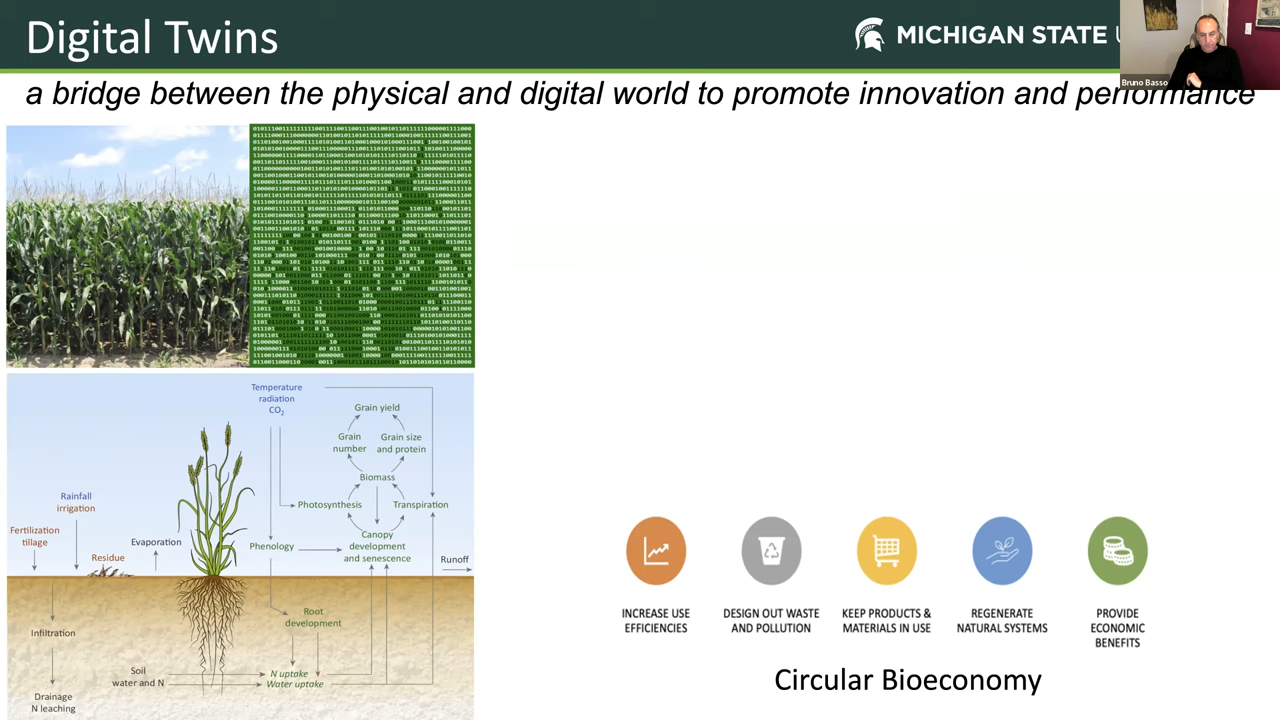 Digital Twins
MICHIGAN STATE U
Bruno Basso
a bridge between the physical and digital world to promote innovation and performance
Temperature
radiation
CO₂
Grain yield
Grain
number
Grain size
and protein
Biomass
Photosynthesis
Transpiration
Rainfall
irrigation
Fertilization
tillage
Residue
Evaporation
Phenology
Canopy
development
and senescence
Runoff
Root
development
Infiltration
Soil
water and N
N uptake
Water uptake
Drainage
N leaching
INCREASE USE
EFFICIENCIES
DESIGN OUT WASTE
AND POLLUTION
KEEP PRODUCTS &
MATERIALS IN USE
REGENERATE
NATURAL SYSTEMS
PROVIDE
ECONOMIC
BENEFITS
Circular Bioeconomy